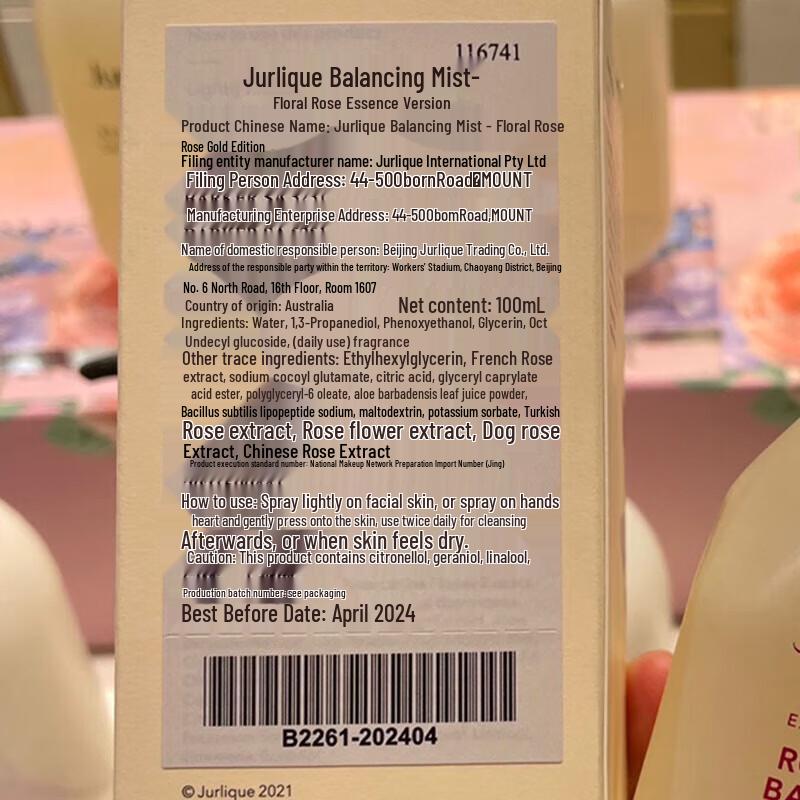 116741
Jurlique Balancing Mist-
Floral Rose Essence Version
Product Chinese Name: Jurlique Balancing Mist - Floral Rose
Rose Gold Edition
Filing entity manufacturer name: Jurlique International Pty Ltd
Filing Person Address: 44-500bornRoad�MOUNT
Manufacturing Enterprise Address: 44-500bomRoad,MOUNT
Name of domestic responsible person: Beijing Jurlique Trading Co., Ltd.
Address of the responsible party within the territory: Workers' Stadium, Chaoyang District, Beijing
No. 6 North Road, 16th Floor, Room 1607
Country of origin: Australia Net content: 100mL
Ingredients: Water, 1,3-Propanediol, Phenoxyethanol, Glycerin, Oct
Undecyl glucoside, (daily use) fragrance
Other trace ingredients: Ethylhexylglycerin, French Rose
extract, sodium cocoyl glutamate, citric acid, glyceryl caprylate
acid ester, polyglyceryl-6 oleate, aloe barbadensis leaf juice powder,
Bacillus subtilis lipopeptide sodium, maltodextrin, potassium sorbate, Turkish
Rose extract, Rose flower extract, Dog rose
Extract, Chinese Rose Extract
Product execution standard number: National Makeup Network Preparation Import Number (Jing)
How to use: Spray lightly on facial skin, or spray on hands
heart and gently press onto the skin, use twice daily for cleansing
Afterwards, or when skin feels dry.
Caution: This product contains citronellol, geraniol, linalool,
Production batch number: see packaging
Best Before Date: April 2024
B2261-202404
© Jurlique 2021